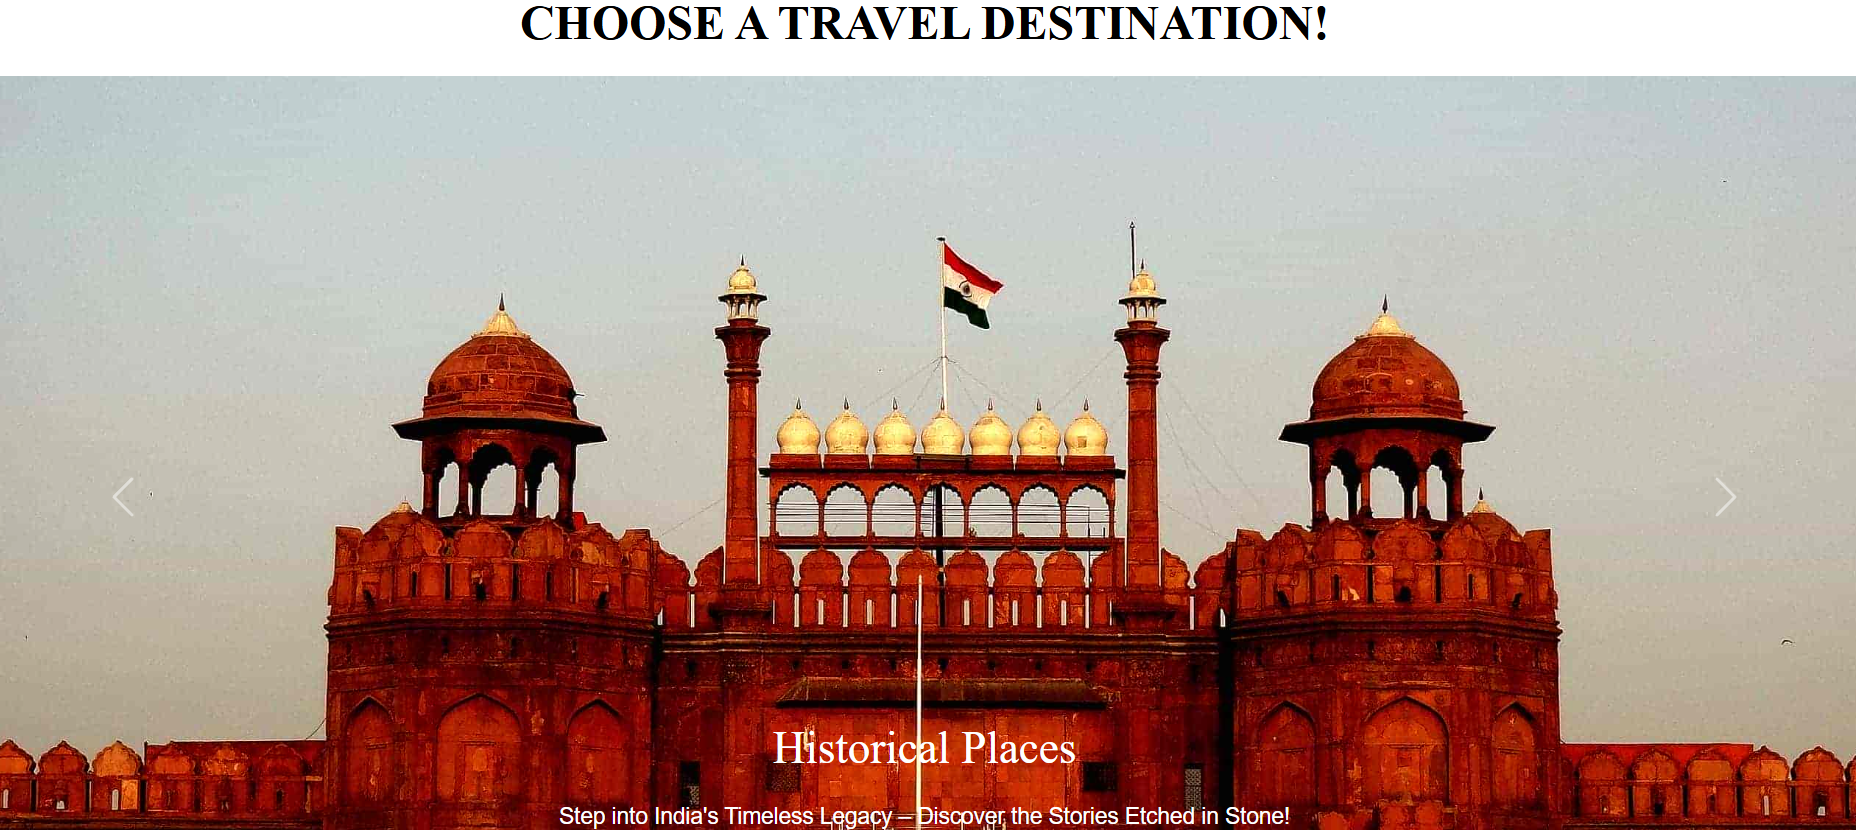 CHOOSE A TRAVEL DESTINATION!
Historical Places
Step into India's Timeless Legacy – Discover the Stories Etched in Stone!